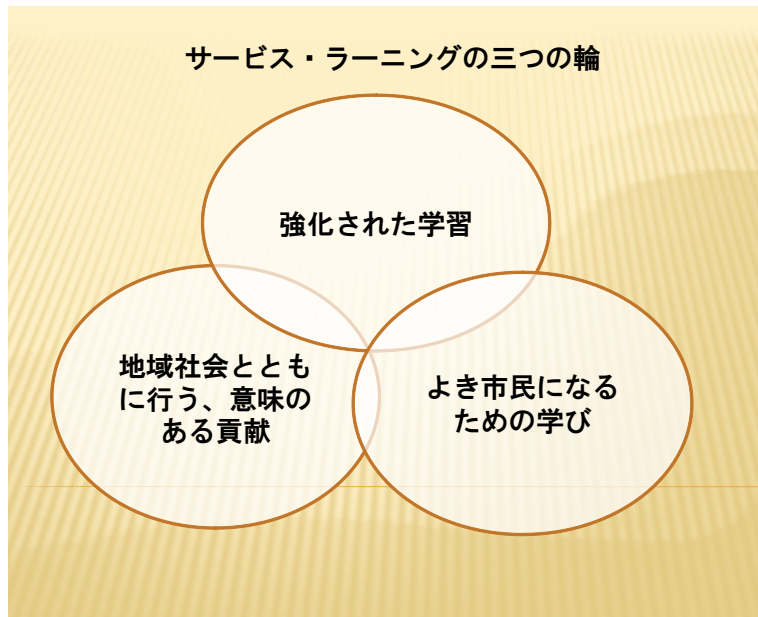 サービス・ラーニングの三つの輪
強化された学習
地域社会ととも
に行う、意味の
ある貢献
よき市民になる
ための学び